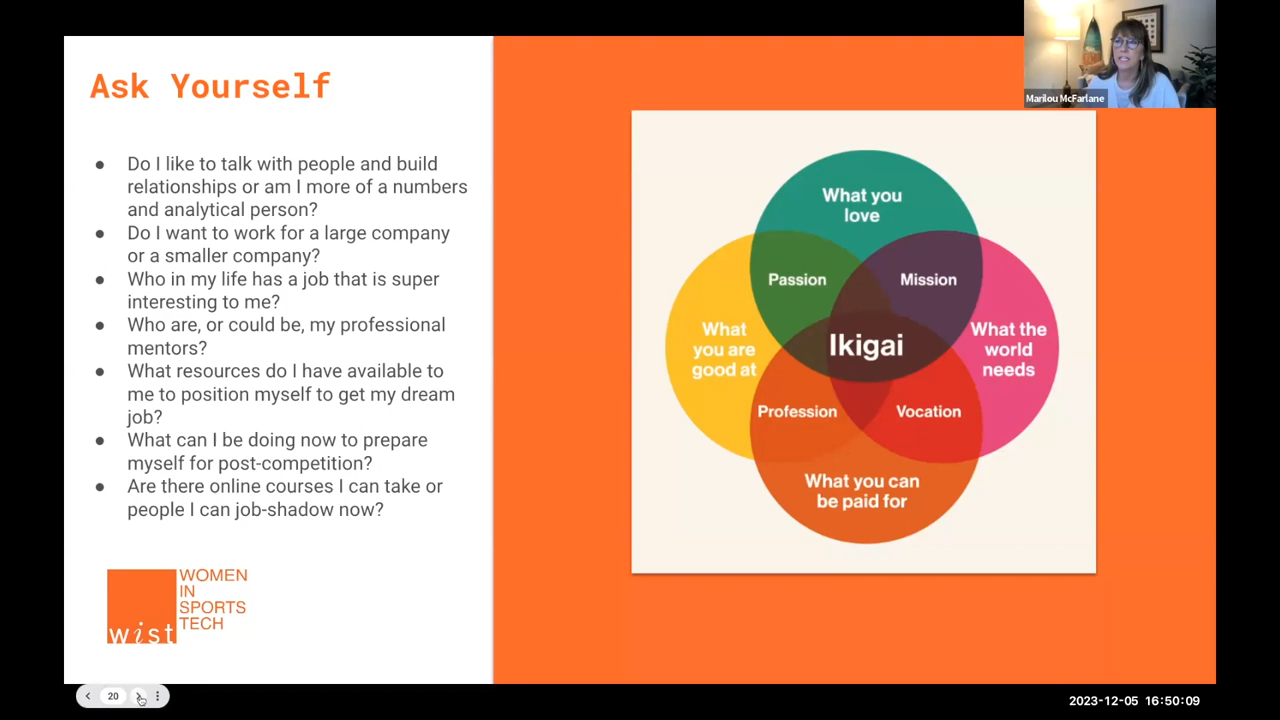 Ask Yourself
● Do I like to talk with people and build
relationships or am I more of a numbers
and analytical person?
● Do I want to work for a large company
or a smaller company?
● Who in my life has a job that is super
interesting to me?
● Who are, or could be, my professional
mentors?
● What resources do I have available to
me to position myself to get my dream
job?
● What can I be doing now to prepare
myself for post-competition?
● Are there online courses I can take or
people I can job-shadow now?
wist
WOMEN
IN
SPORTS
TECH
What you
love
Passion
Mission
What
you are
good at
Ikigai
What the
world
needs
Profession
Vocation
What you can
be paid for
Marilou McFarlane
20
2023-12-05 16:50:09